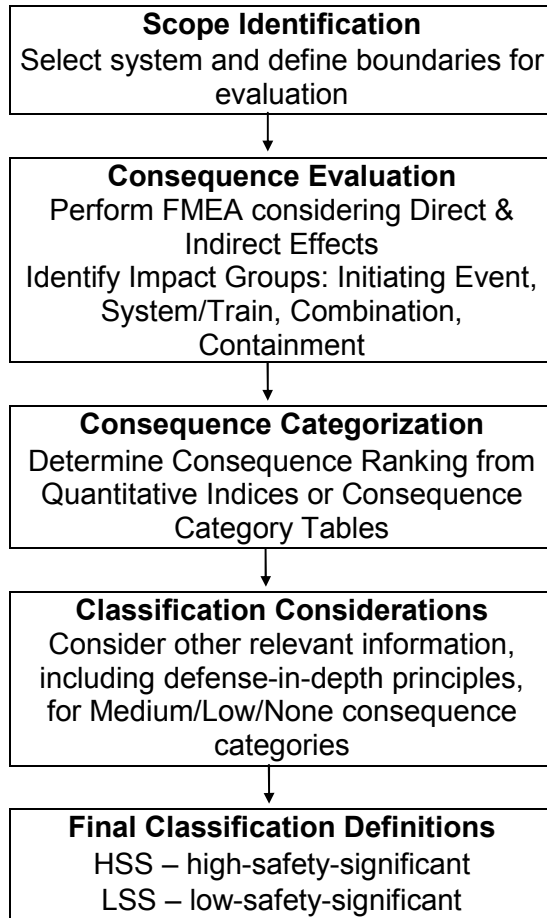 Scope Identification
Select system and define boundaries for
evaluation
Consequence Evaluation
Perform FMEA considering Direct &
Indirect Effects
Identify Impact Groups: Initiating Event,
System/Train, Combination,
Containment
Consequence Categorization
Determine Consequence Ranking from
Quantitative Indices or Consequence
Category Tables
Classification Considerations
Consider other relevant information,
including defense-in-depth principles,
for Medium/Low/None consequence
categories
Final Classification Definitions
HSS – high-safety-significant
LSS – low-safety-significant